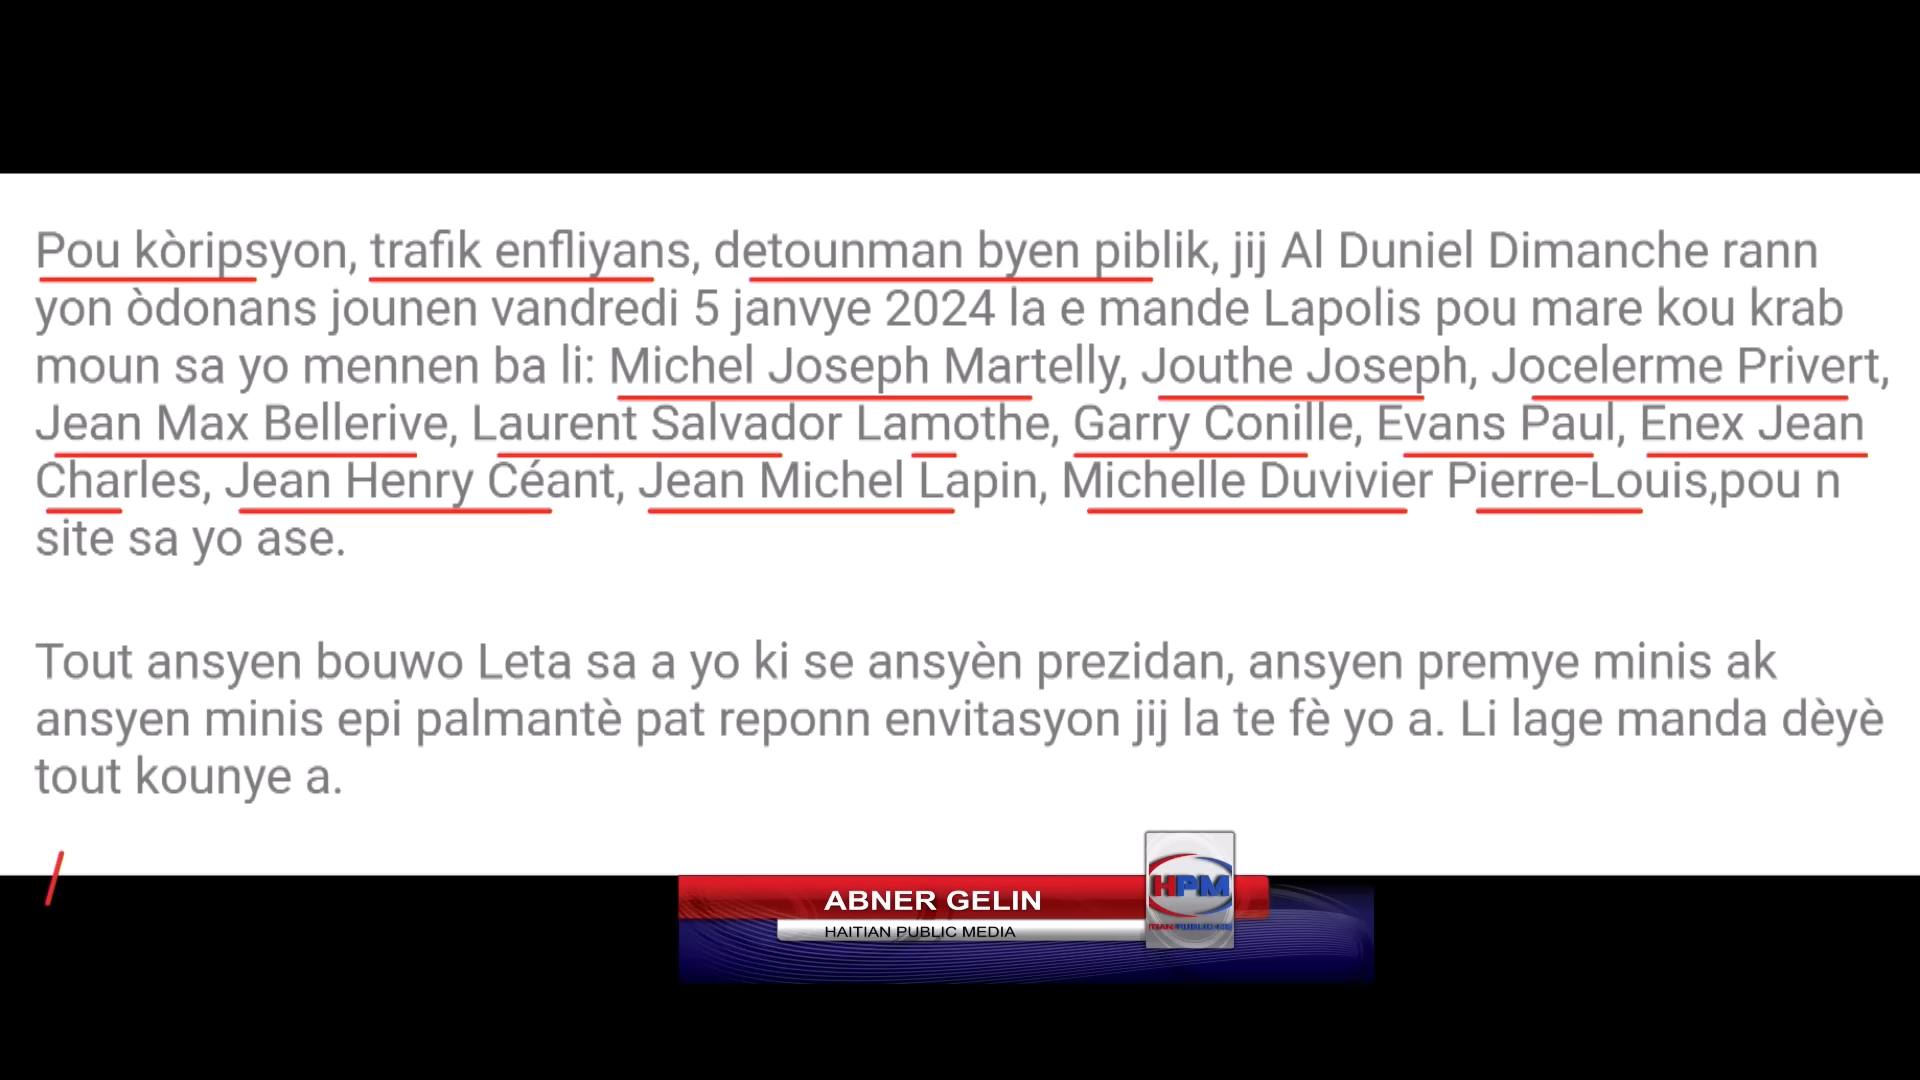 Pou kòripsyon, trafik enfliyans, detounman byen piblik, jij Al Duniel Dimanche rann
yon òdonans jounen vandredi 5 janvye 2024 la e mande Lapolis pou mare kou krab
moun sa yo mennen ba li: Michel Joseph Martelly, Jouthe Joseph, Jocelerme Privert,
Jean Max Bellerive, Laurent Salvador Lamothe, Garry Conille, Evans Paul, Enex Jean
Charles, Jean Henry Céant, Jean Michel Lapin, Michelle Duvivier Pierre-Louis,pou n
site sa yo ase.
Tout ansyen bouwo Leta sa a yo ki se ansyèn prezidan, ansyen premye minis ak
ansyen minis epi palmantè pat reponn envitasyon jij la te fè yo a. Li lage manda dèyè
tout kounye a.
ABNER GELIN
HAITIAN PUBLIC MEDIA
HPM